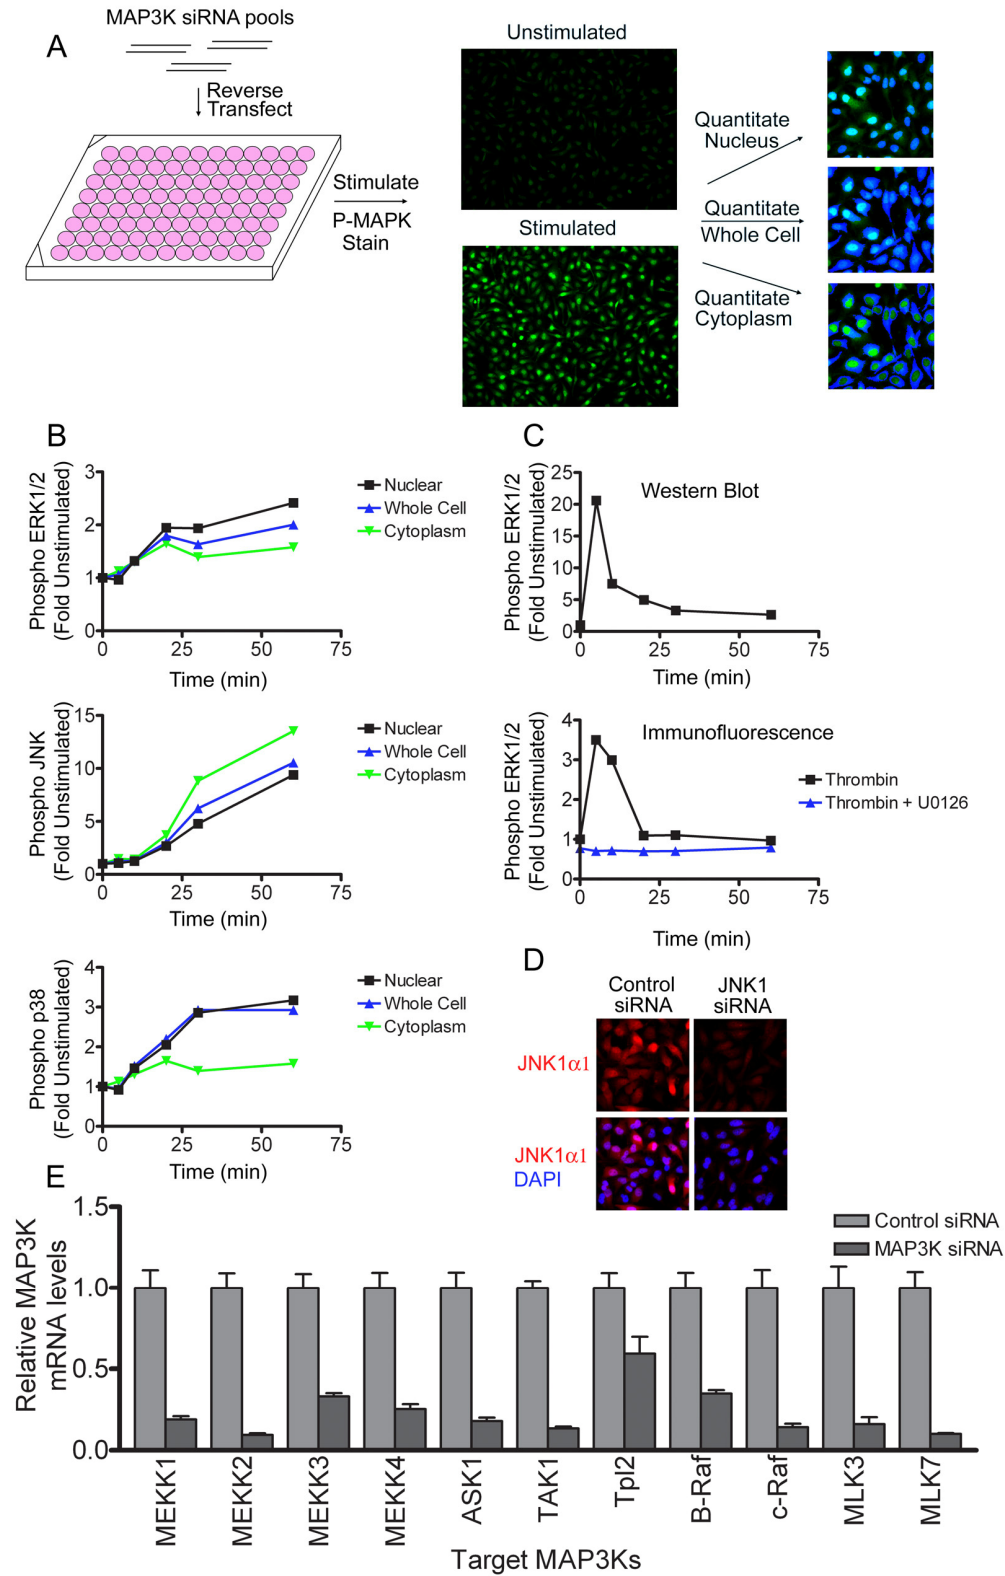 A
MAP3K siRNA pools
Reverse
Transfect
Stimulate
P-MAPK
Stain
Unstimulated
Stimulated
Quantitate
Nucleus
Quantitate
Whole Cell
Quantitate
Cytoplasm
B
Phospho ERK1/2
(Fold Unstimulated)
3
2
1
0
0 25 50 75
Time (min)
Nuclear
Whole Cell
Cytoplasm
Phospho JNK
(Fold Unstimulated)
15
10
5
0
0 25 50 75
Time (min)
Nuclear
Whole Cell
Cytoplasm
Phospho p38
(Fold Unstimulated)
4
3
2
1
0
0 25 50 75
Time (min)
Nuclear
Whole Cell
Cytoplasm
C
Phospho ERK1/2
(Fold Unstimulated)
25
20
15
10
5
0
0 25 50 75
Time (min)
Western Blot
Phospho ERK1/2
(Fold Unstimulated)
4
3
2
1
0
0 25 50 75
Time (min)
Immunofluorescence
Thrombin
Thrombin + U0126
D
Control
siRNA
JNK1
siRNA
JNK1α1
JNK1α1
DAPI
E
Relative MAP3K
mRNA levels
1.5
1.0
0.5
0.0
Control siRNA
MAP3K siRNA
MEKK1
MEKK2
MEKK3
MEKK4
ASK1
TAK1
Tpl2
B-Raf
c-Raf
MLK3
MLK7
Target MAP3Ks